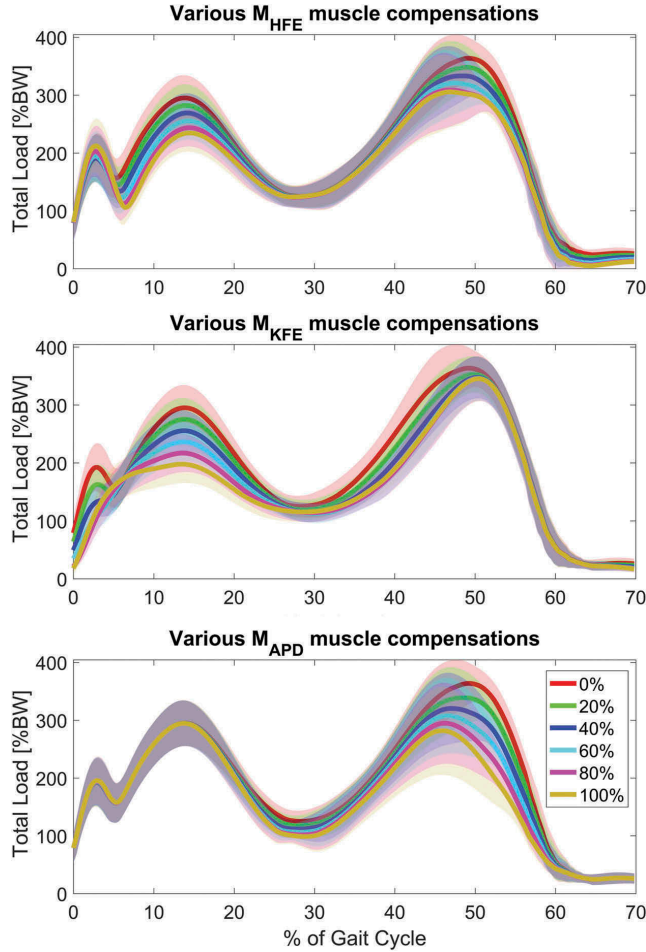 Various M_HFE muscle compensations
400
300
200
100
0
Total Load [%BW]
0 10 20 30 40 50 60 70
Various M_KFE muscle compensations
400
300
200
100
0
Total Load [%BW]
0 10 20 30 40 50 60 70
Various M_APD muscle compensations
400
300
200
100
0
Total Load [%BW]
0%
20%
40%
60%
80%
100%
0 10 20 30 40 50 60 70
% of Gait Cycle